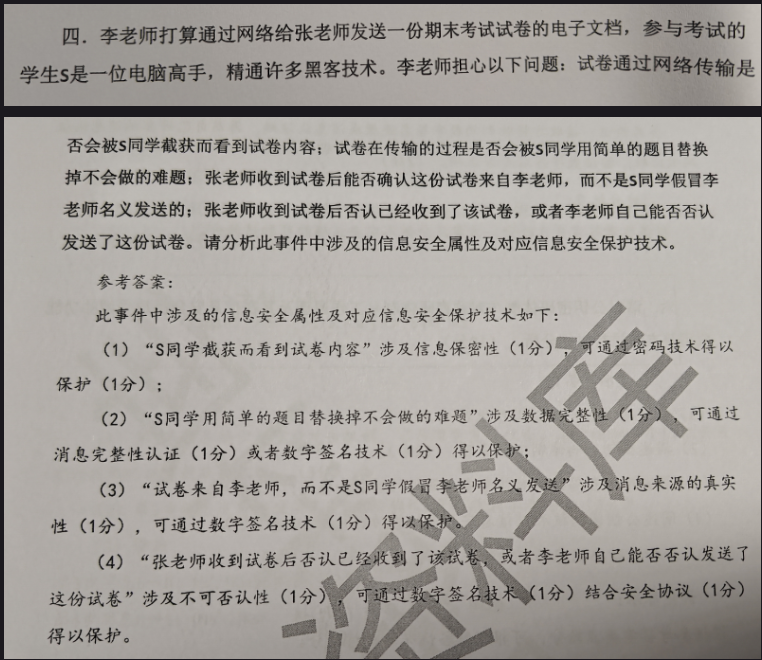 四. 李老师打算通过网络给张老师发送一份期末考试试卷的电子文档，参与考试的
学生S是一位电脑高手，精通许多黑客技术。李老师担心以下问题：试卷通过网络传输是
否会被S同学截获而看到试卷内容；试卷在传输的过程是否会被S同学用简单的题目替换
掉不会做的难题；张老师收到试卷后能否确认这份试卷来自李老师，而不是S同学假冒李
老师名义发送的；张老师收到试卷后否认已经收到了该试卷，或者李老师自己能否否认
发送了这份试卷。请分析此事件中涉及的信息安全属性及对应信息安全保护技术。
参考答案：
此事件中涉及的信息安全属性及对应信息安全保护技术如下：
（1）“S同学截获而看到试卷内容”涉及信息保密性（1分），可通过密码技术得以
保护（1分）；
（2）“S同学用简单的题目替换掉不会做的难题”涉及数据完整性（1分），可通过
消息完整性认证（1分）或者数字签名技术（1分）得以保护；
（3）“试卷来自李老师，而不是S同学假冒李老师名义发送”涉及消息来源的真实
性（1分），可通过数字签名技术（1分）得以保护。
（4）“张老师收到试卷后否认已经收到了该试卷，或者李老师自己能否否认发送了
这份试卷”涉及不可否认性（1分），可通过数字签名技术（1分）结合安全协议（1分）
得以保护。
资料库